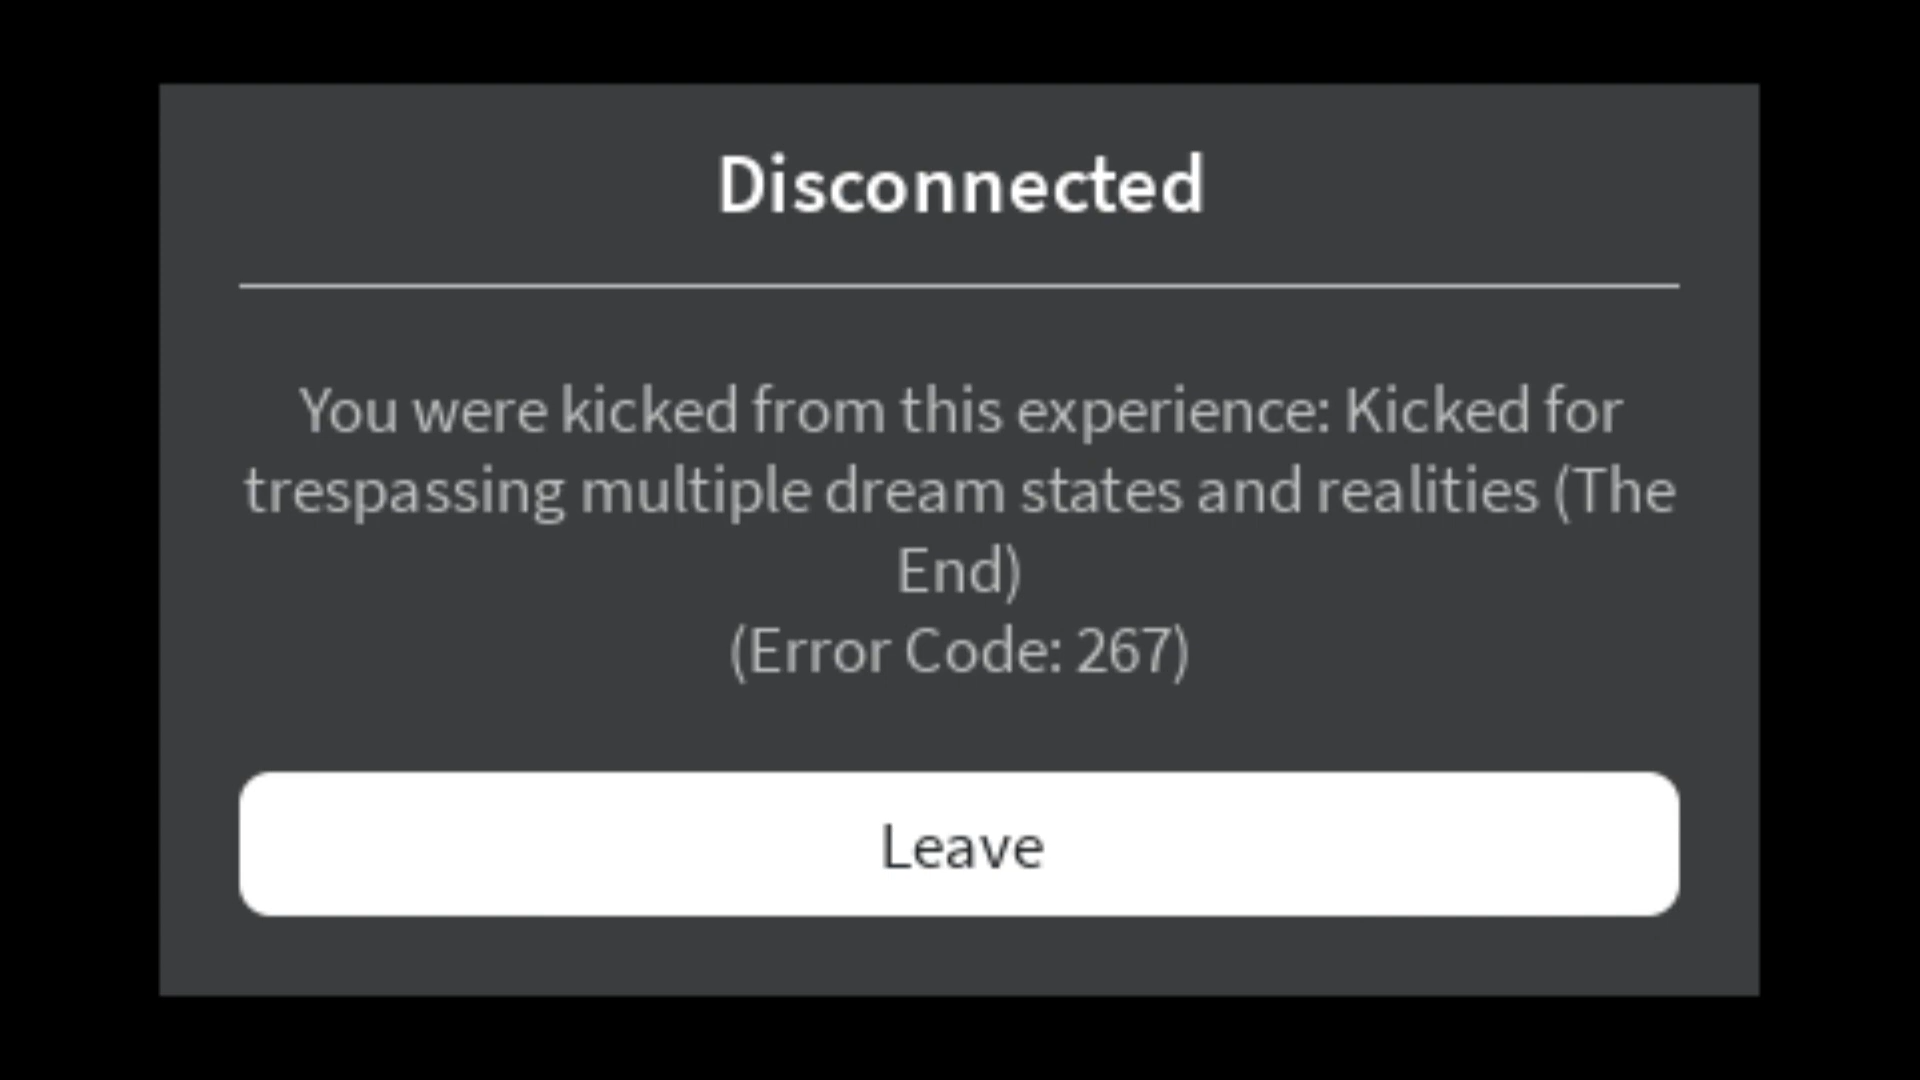 Disconnected
You were kicked from this experience: Kicked for
trespassing multiple dream states and realities (The
End)
(Error Code: 267)
Leave